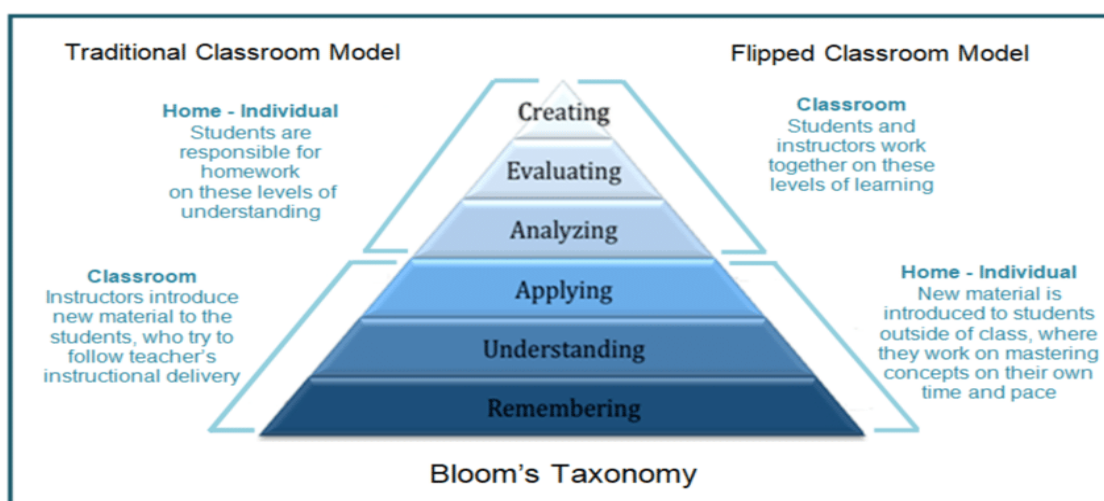 Traditional Classroom Model
Flipped Classroom Model
Home - Individual
Students are
responsible for
homework
on these levels of
understanding
Classroom
Instructors introduce
new material to the
students, who try to
follow teacher's
instructional delivery
Creating
Evaluating
Analyzing
Applying
Understanding
Remembering
Classroom
Students and
instructors work
together on these
levels of learning
Home - Individual
New material is
introduced to students
outside of class, where
they work on mastering
concepts on their own
time and pace
Bloom's Taxonomy